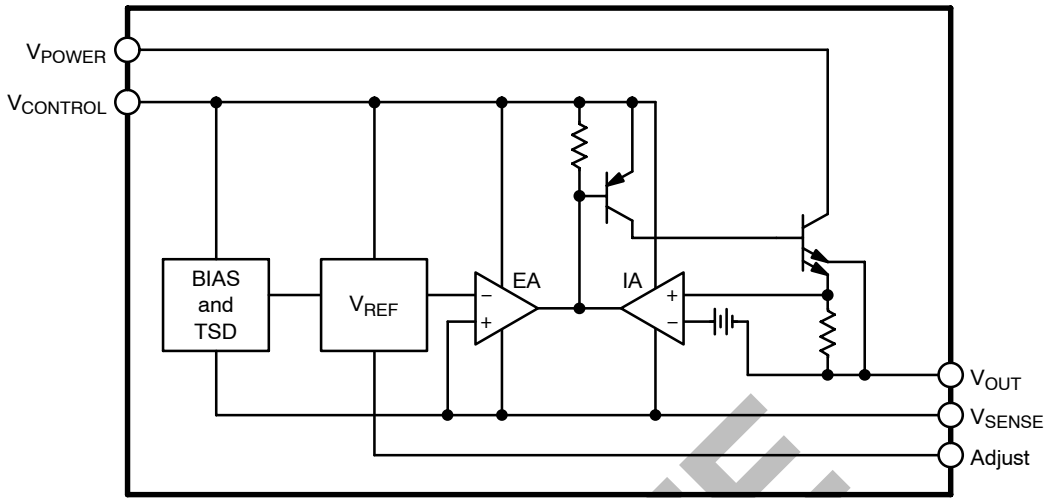 V_POWER
V_CONTROL
BIAS
and
TSD
V_REF
EA
−
+
IA
+
−
V_OUT
V_SENSE
Adjust